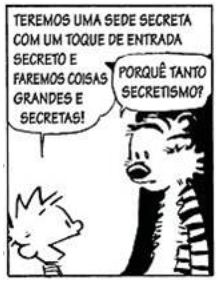 TEREMOS UMA SEDE SECRETA
COM UM TOQUE DE ENTRADA
SECRETO E
FAREMOS COISAS
GRANDES E
SECRETAS!
PORQUÊ TANTO
SECRETISMO?